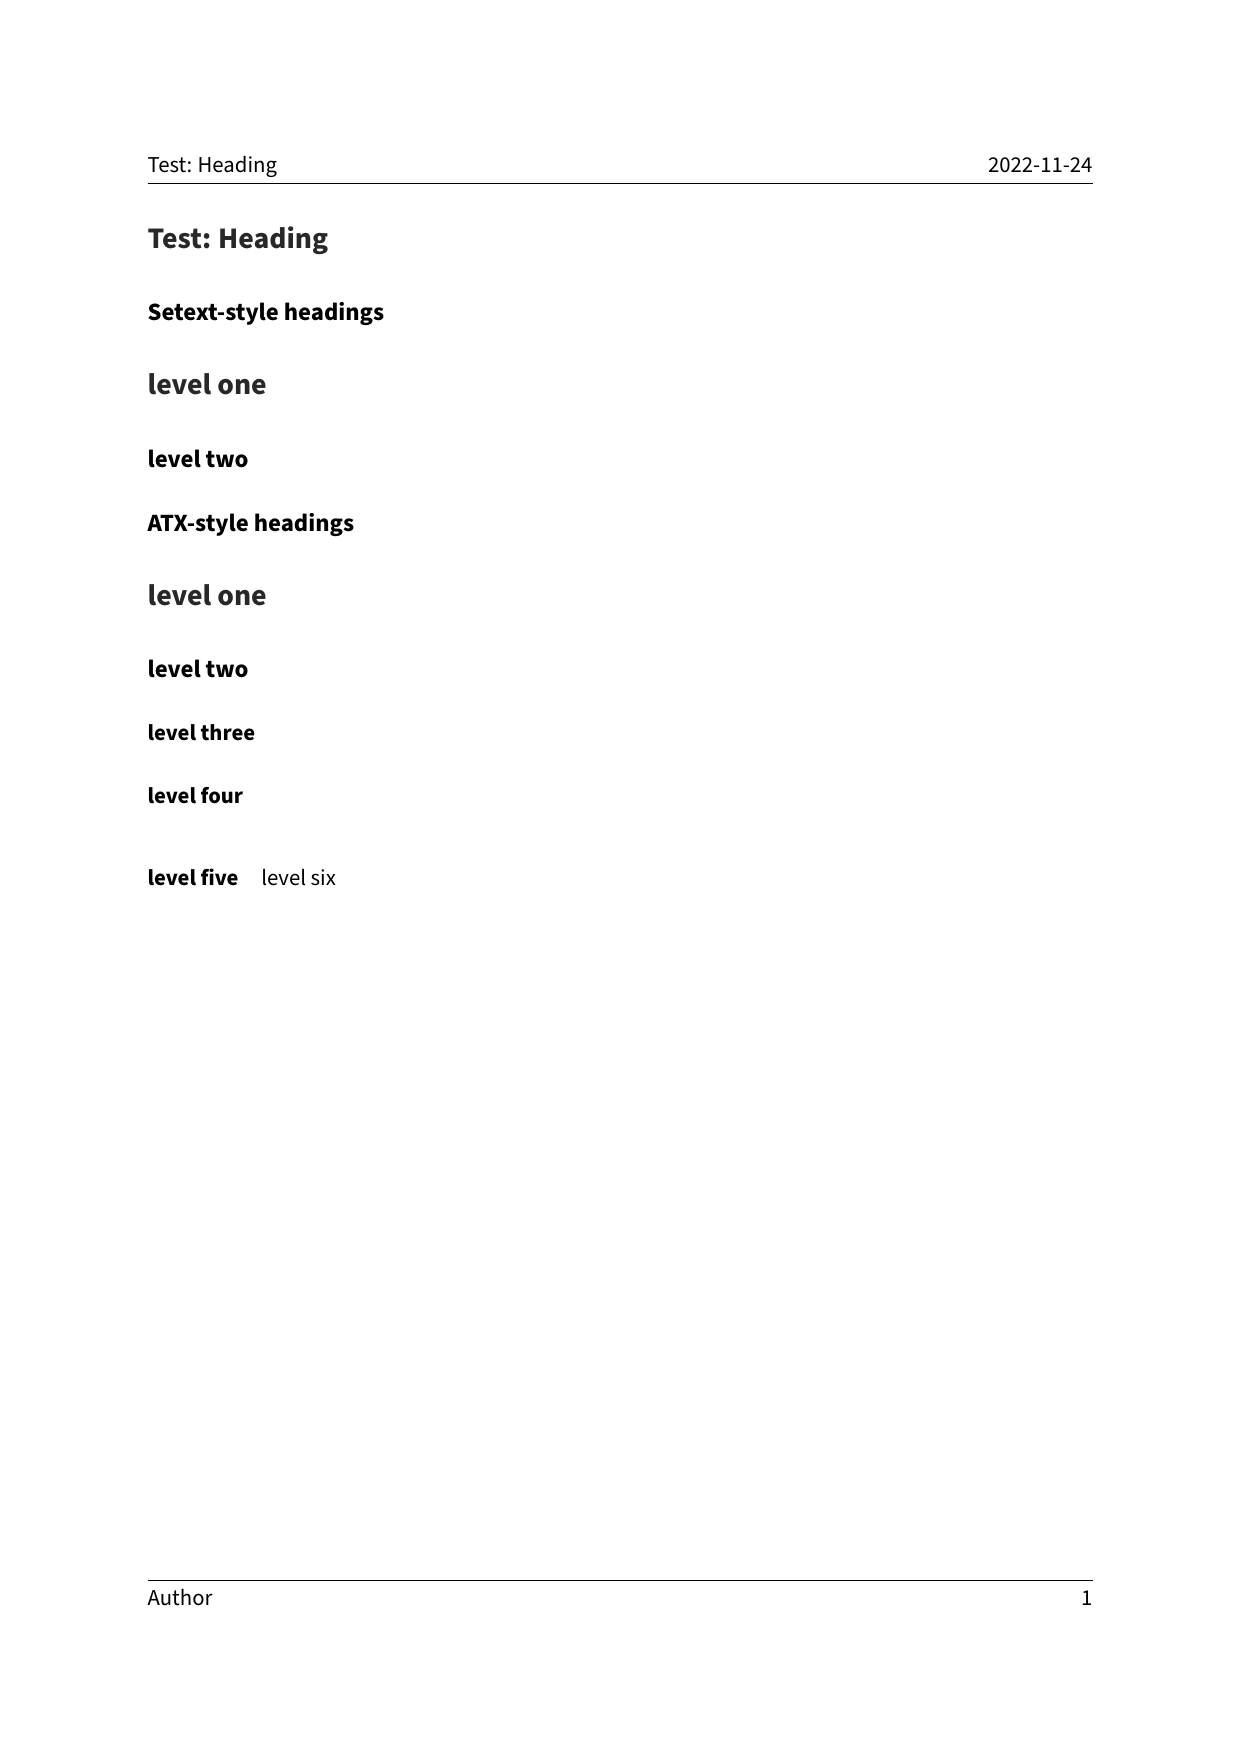 Test: Heading 2022-11-24
Test: Heading
Setext-style headings
level one
level two
ATX-style headings
level one
level two
level three
level four
level five level six
Author 1